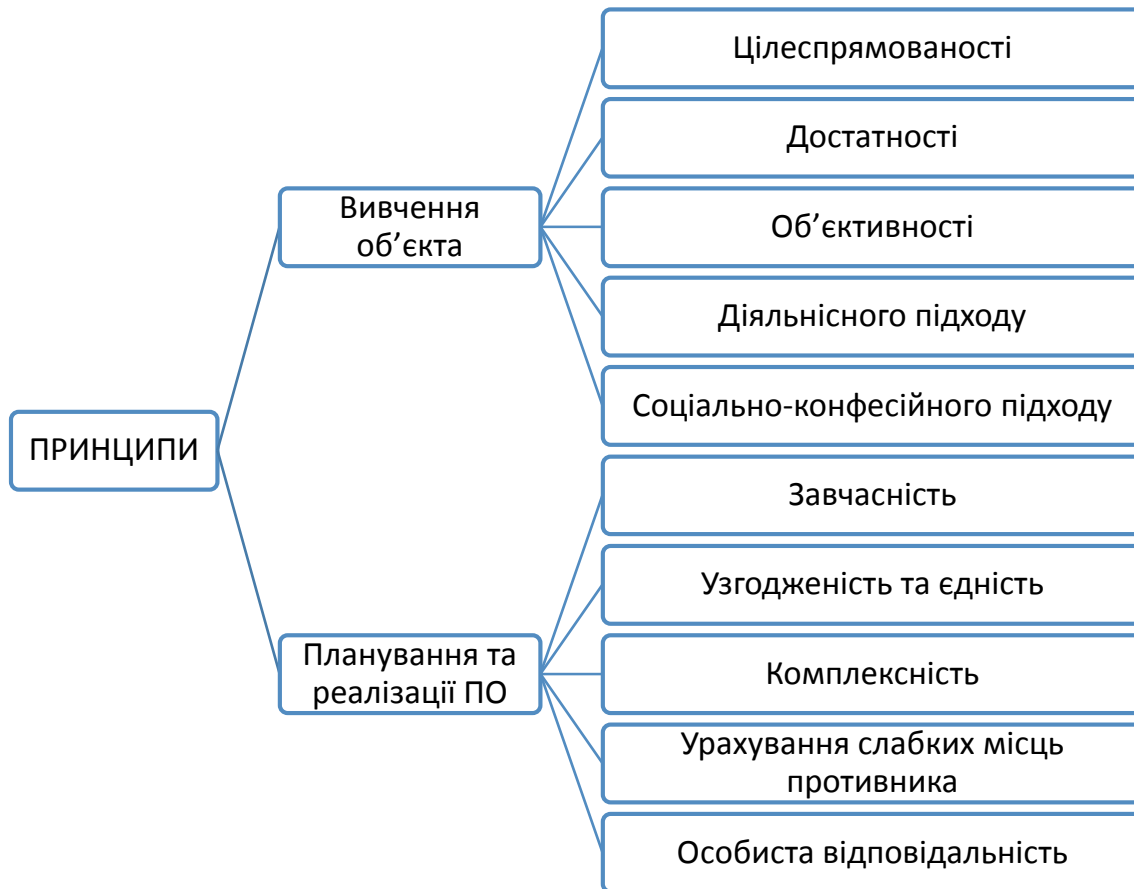 ПРИНЦИПИ
Вивчення
об’єкта
Цілеспрямованості
Достатності
Об’єктивності
Діяльнісного підходу
Соціально-конфесійного підходу
Планування та
реалізації ПО
Завчасність
Узгодженість та єдність
Комплексність
Урахування слабких місць
противника
Особиста відповідальність